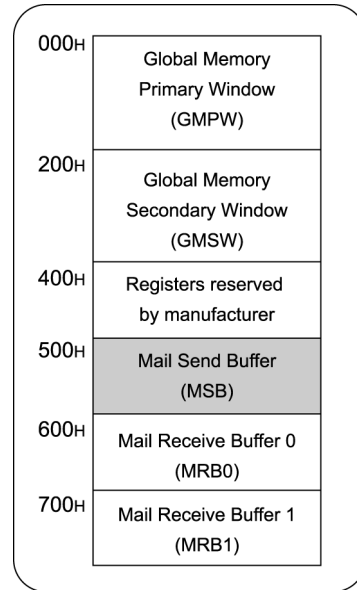 000H
Global Memory
Primary Window
(GMPW)
200H
Global Memory
Secondary Window
(GMSW)
400H
Registers reserved
by manufacturer
500H
Mail Send Buffer
(MSB)
600H
Mail Receive Buffer 0
(MRB0)
700H
Mail Receive Buffer 1
(MRB1)